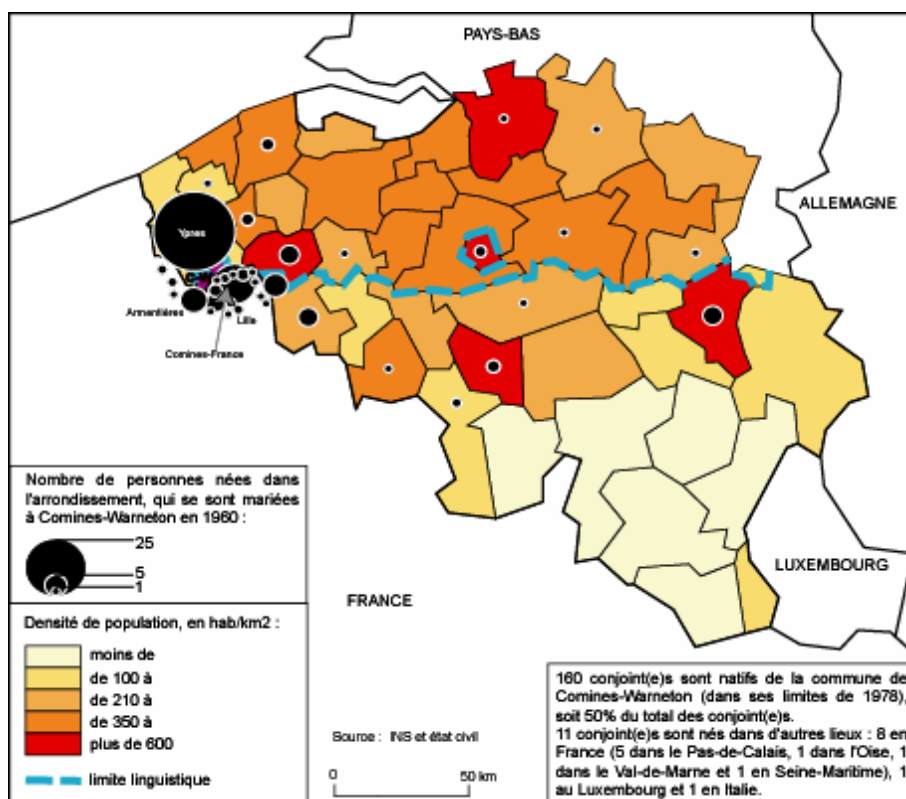 PAYS-BAS
ALLEMAGNE
Ypres
Armentières
Lille
Comines-France
Nombre de personnes nées dans
l'arrondissement, qui se sont mariées
à Comines-Warneton en 1960 :
25
5
1
LUXEMBOURG
FRANCE
Densité de population, en hab/km2 :
moins de
de 100 à
de 210 à
de 350 à
plus de 600
limite linguistique
Source : INS et état civil
0
50 km
160 conjoint(e)s sont natifs de la commune de
Comines-Warneton (dans ses limites de 1978),
soit 50% du total des conjoint(e)s.
11 conjoint(e)s sont nés dans d'autres lieux : 8 en
France (5 dans le Pas-de-Calais, 1 dans l'Oise, 1
dans le Val-de-Marne et 1 en Seine-Maritime), 1
au Luxembourg et 1 en Italie.